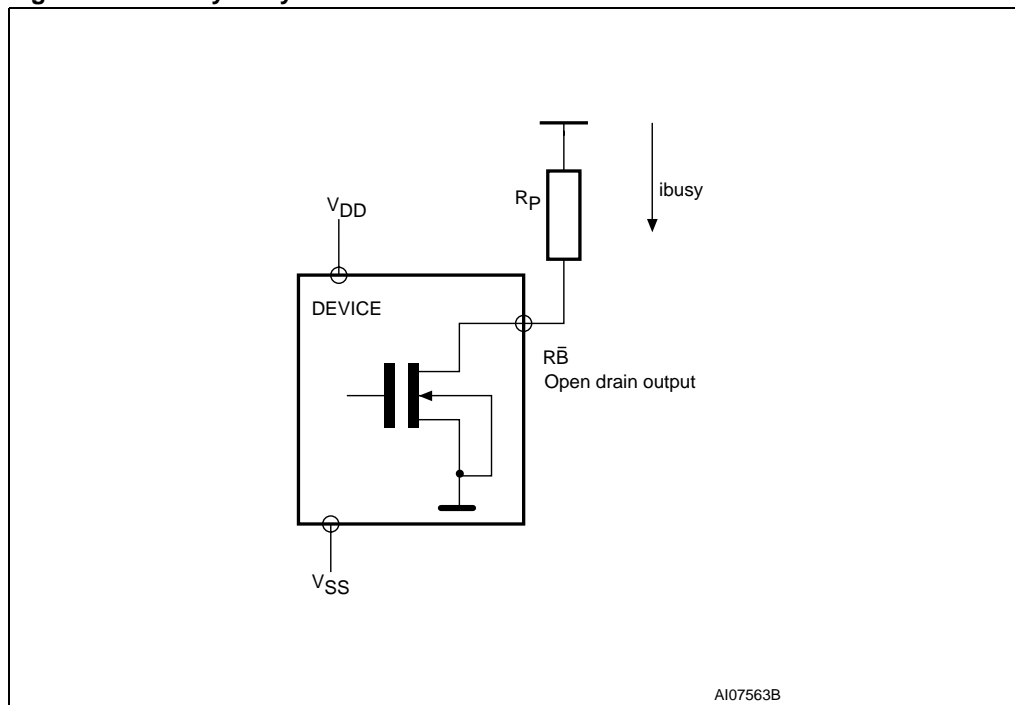 RP
ibusy
VDD
DEVICE
RB̄
Open drain output
VSS
AI07563B